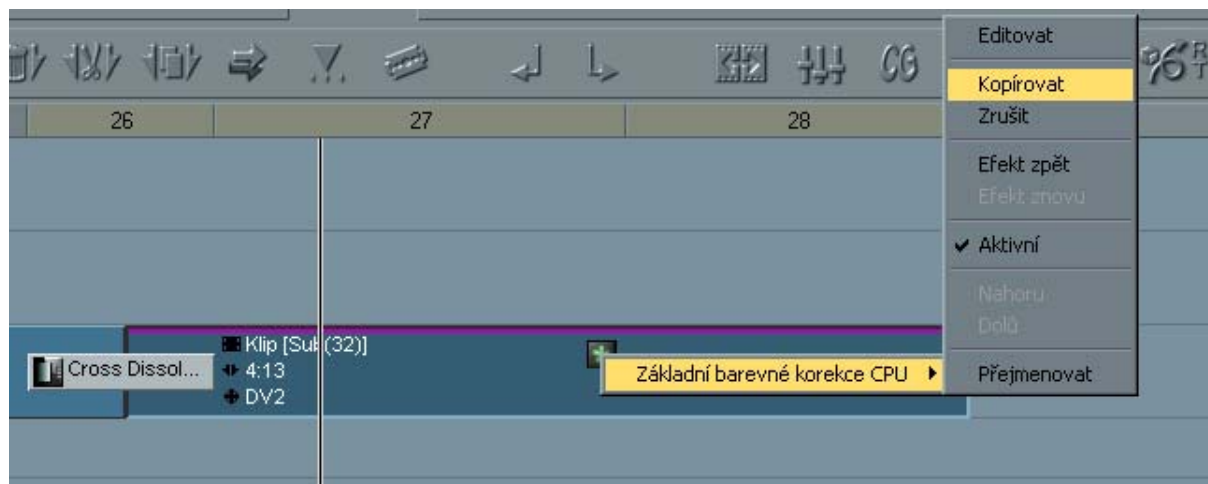 CG
R
T
26
27
28
Editovat
Kopírovat
Zrušit
Efekt zpět
Efekt znovu
Aktivní
Nahoru
Dolů
Přejmenovat
Klip [Sub(32)]
Cross Dissol...
4:13
DV2
Základní barevné korekce CPU